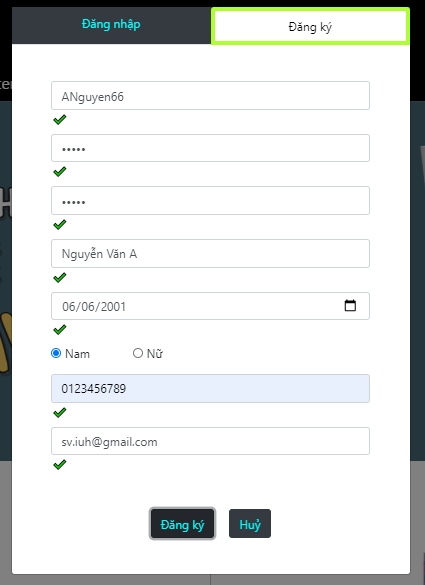 Đăng nhập Đăng ký
ANguyen66
•••••
•••••
Nguyễn Văn A
06/06/2001
Nam Nữ
0123456789
sv.iuh@gmail.com
Đăng ký Huỷ